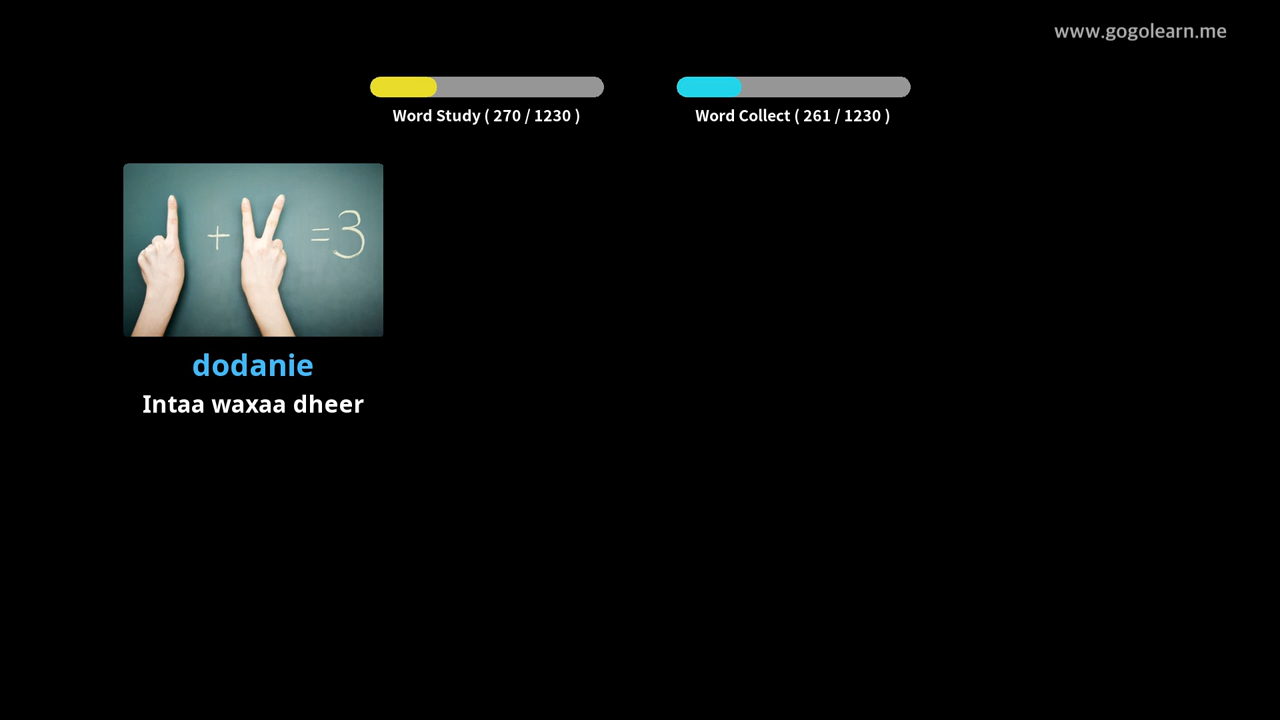 www.gogolearn.me
Word Study ( 270 / 1230 )
Word Collect ( 261 / 1230 )
+ =3
dodanie
Intaa waxaa dheer